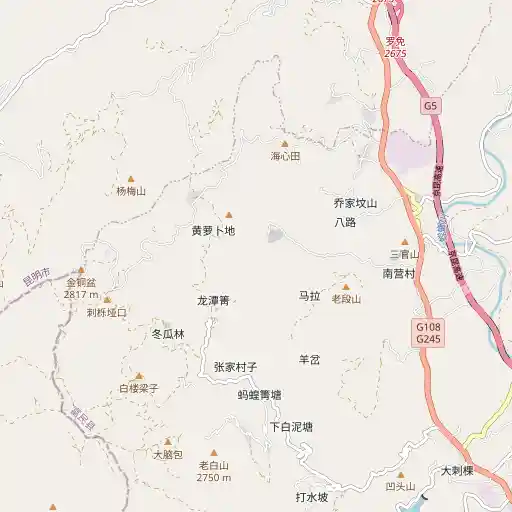 罗免
2675
G5
海心田
杨梅山
乔家坟山
八路
黄萝卜地
三官山
南营村
昆明市
金铜盆
2817 m
刺栎垭口
龙潭箐
马拉
老段山
G108
G245
冬瓜林
张家村子
羊岔
白楼梁子
蚂蝗箐塘
富民县
下白泥塘
大脑包
老白山
2750 m
大刺棵
凹头山
打水坡